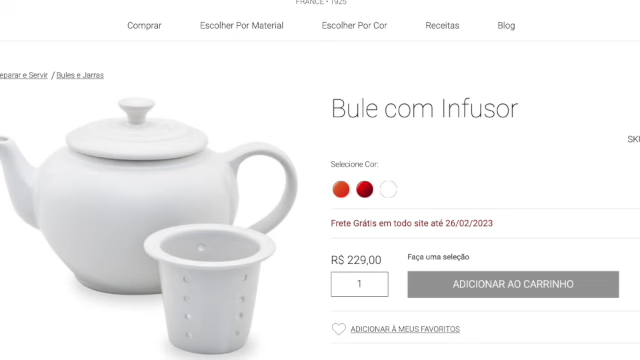 FRANCE • 1925
Comprar
Escolher Por Material
Escolher Por Cor
Receitas
Blog
eparar e Servir / Bules e Jarras
Bule com Infusor
SKU
Selecione Cor:
Frete Grátis em todo site até 26/02/2023
R$ 229,00
Faça uma seleção
1
ADICIONAR AO CARRINHO
ADICIONAR À MEUS FAVORITOS